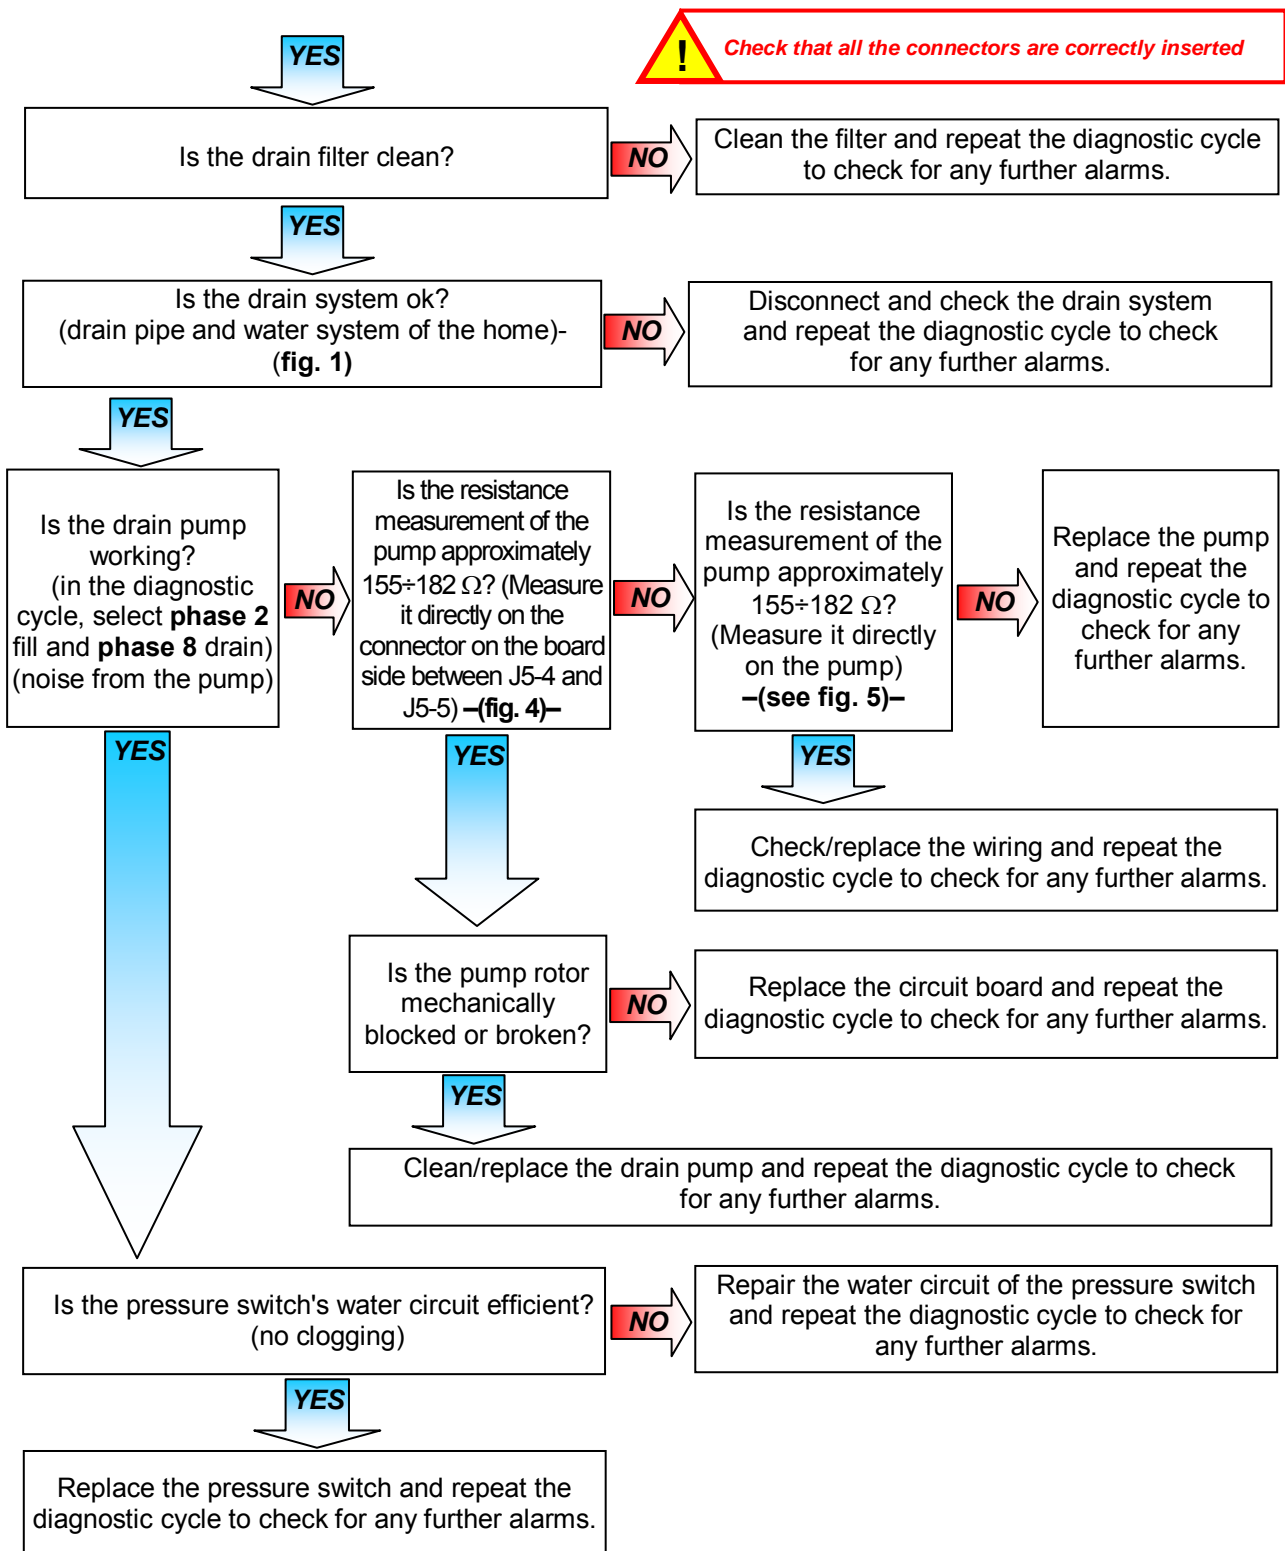 YES
! Check that all the connectors are correctly inserted
Is the drain filter clean?
NO
Clean the filter and repeat the diagnostic cycle
to check for any further alarms.
YES
Is the drain system ok?
(drain pipe and water system of the home)-
(fig. 1)
NO
Disconnect and check the drain system
and repeat the diagnostic cycle to check
for any further alarms.
YES
Is the drain pump
working?
(in the diagnostic
cycle, select phase 2
fill and phase 8 drain)
(noise from the pump)
NO
Is the resistance
measurement of the
pump approximately
155÷182 Ω? (Measure
it directly on the
connector on the board
side between J5-4 and
J5-5) –(fig. 4)–
NO
Is the resistance
measurement of the
pump approximately
155÷182 Ω?
(Measure it directly
on the pump)
–(see fig. 5)–
NO
Replace the pump
and repeat the
diagnostic cycle to
check for any
further alarms.
YES
YES
YES
Check/replace the wiring and repeat the
diagnostic cycle to check for any further alarms.
Is the pump rotor
mechanically
blocked or broken?
NO
Replace the circuit board and repeat the
diagnostic cycle to check for any further alarms.
YES
Clean/replace the drain pump and repeat the diagnostic cycle to check
for any further alarms.
Is the pressure switch's water circuit efficient?
(no clogging)
NO
Repair the water circuit of the pressure switch
and repeat the diagnostic cycle to check for
any further alarms.
YES
Replace the pressure switch and repeat the
diagnostic cycle to check for any further alarms.